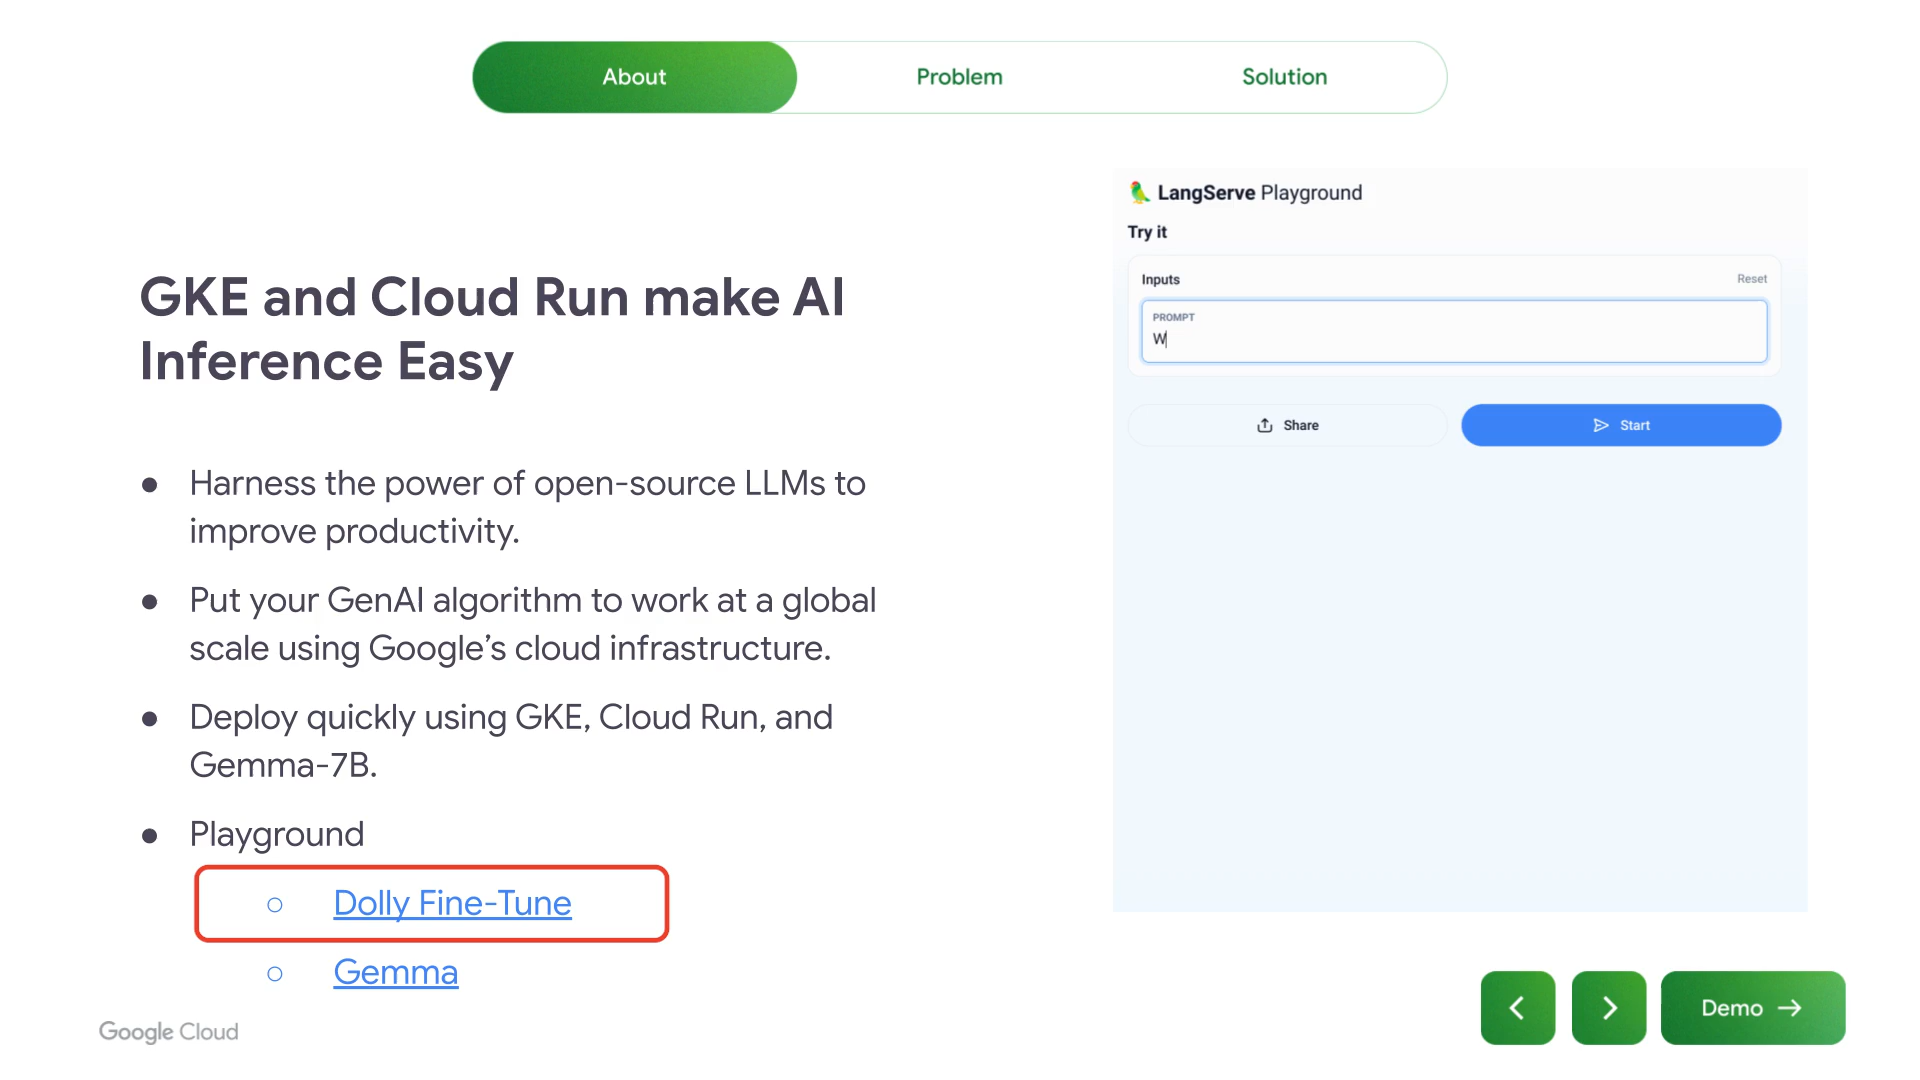 About
Problem
Solution
GKE and Cloud Run make AI
Inference Easy
● Harness the power of open-source LLMs to
improve productivity.
● Put your GenAI algorithm to work at a global
scale using Google’s cloud infrastructure.
● Deploy quickly using GKE, Cloud Run, and
Gemma-7B.
● Playground
○ Dolly Fine-Tune
○ Gemma
LangServe Playground
Try it
Inputs
Reset
PROMPT
W
Share
Start
Google Cloud
Demo →